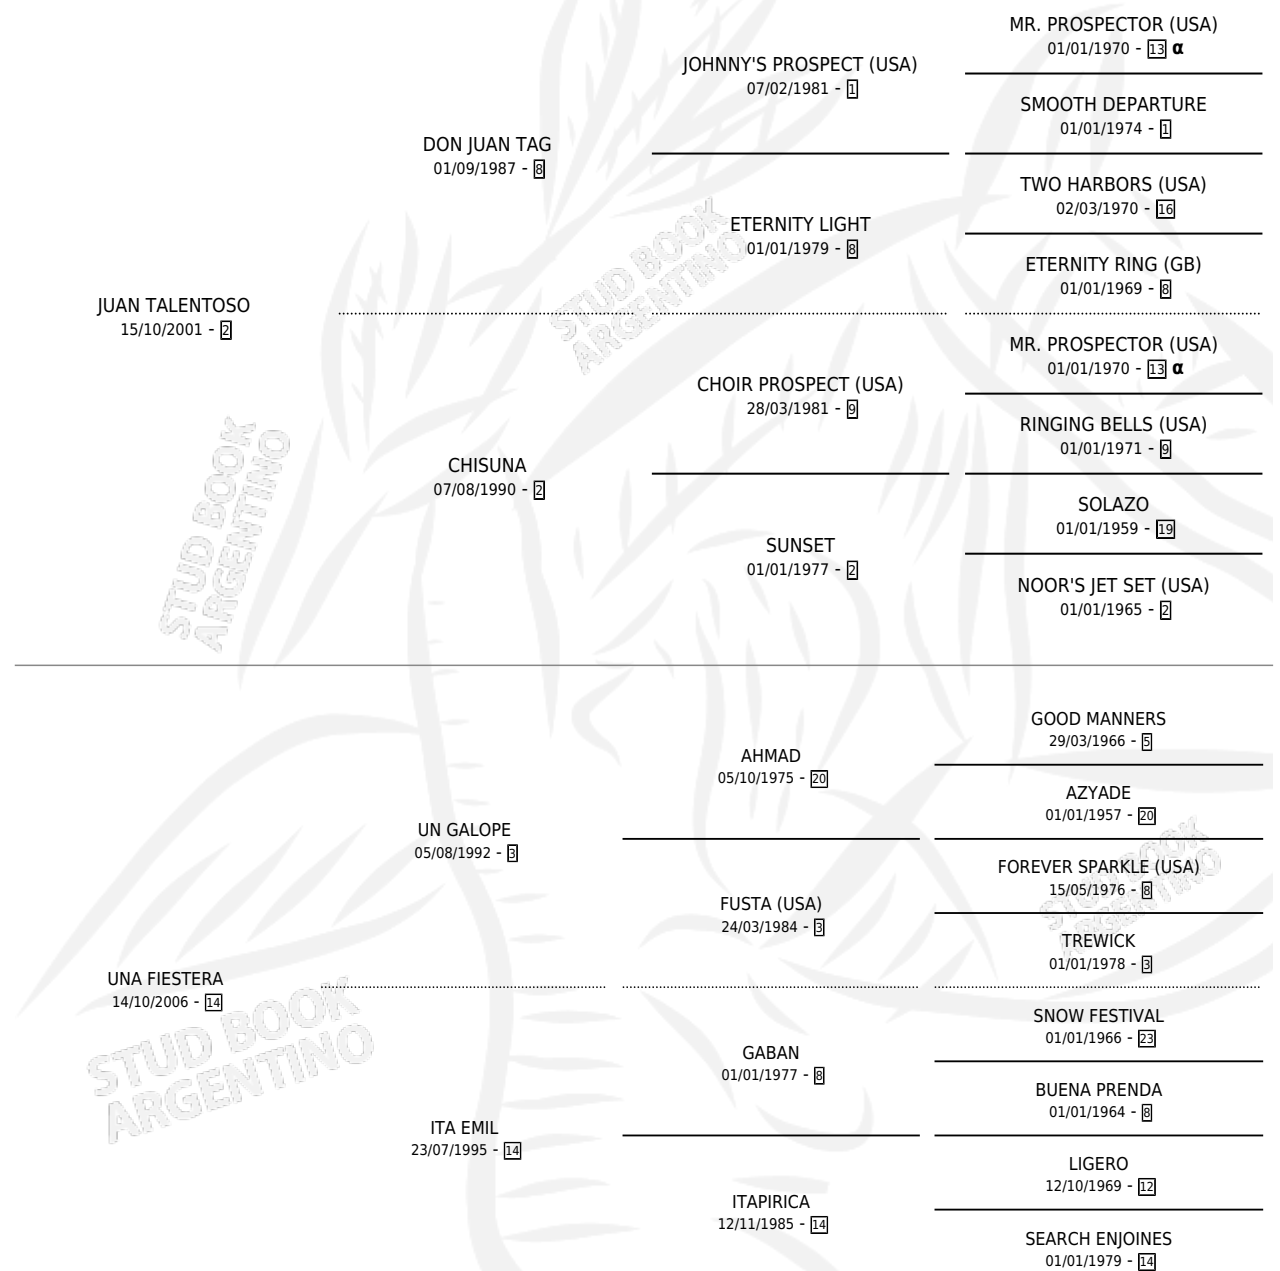 MR. PROSPECTOR (USA)
01/01/1970 - 13 α
JOHNNY'S PROSPECT (USA)
07/02/1981 - 1
SMOOTH DEPARTURE
01/01/1974 - 1
DON JUAN TAG
01/09/1987 - 8
TWO HARBORS (USA)
02/03/1970 - 16
ETERNITY LIGHT
01/01/1979 - 8
ETERNITY RING (GB)
01/01/1969 - 8
JUAN TALENTOSO
15/10/2001 - 2
MR. PROSPECTOR (USA)
01/01/1970 - 13 α
CHOIR PROSPECT (USA)
28/03/1981 - 9
RINGING BELLS (USA)
01/01/1971 - 9
CHISUNA
07/08/1990 - 2
SOLAZO
01/01/1959 - 19
SUNSET
01/01/1977 - 2
NOOR'S JET SET (USA)
01/01/1965 - 2
GOOD MANNERS
29/03/1966 - 5
AHMAD
05/10/1975 - 20
AZYADE
01/01/1957 - 20
UN GALOPE
05/08/1992 - 3
FOREVER SPARKLE (USA)
15/05/1976 - 8
FUSTA (USA)
24/03/1984 - 3
TREWICK
01/01/1978 - 3
UNA FIESTERA
14/10/2006 - 14
SNOW FESTIVAL
01/01/1966 - 23
GABAN
01/01/1977 - 8
BUENA PRENDA
01/01/1964 - 8
ITA EMIL
23/07/1995 - 14
LIGERO
12/10/1969 - 12
ITAPIRICA
12/11/1985 - 14
SEARCH ENJOINES
01/01/1979 - 14
STUD BOOK
ARGENTINO
STUD BOOK
ARGENTINO
STUD BOOK
ARGENTINO
STUD BOOK
ARGENTINO